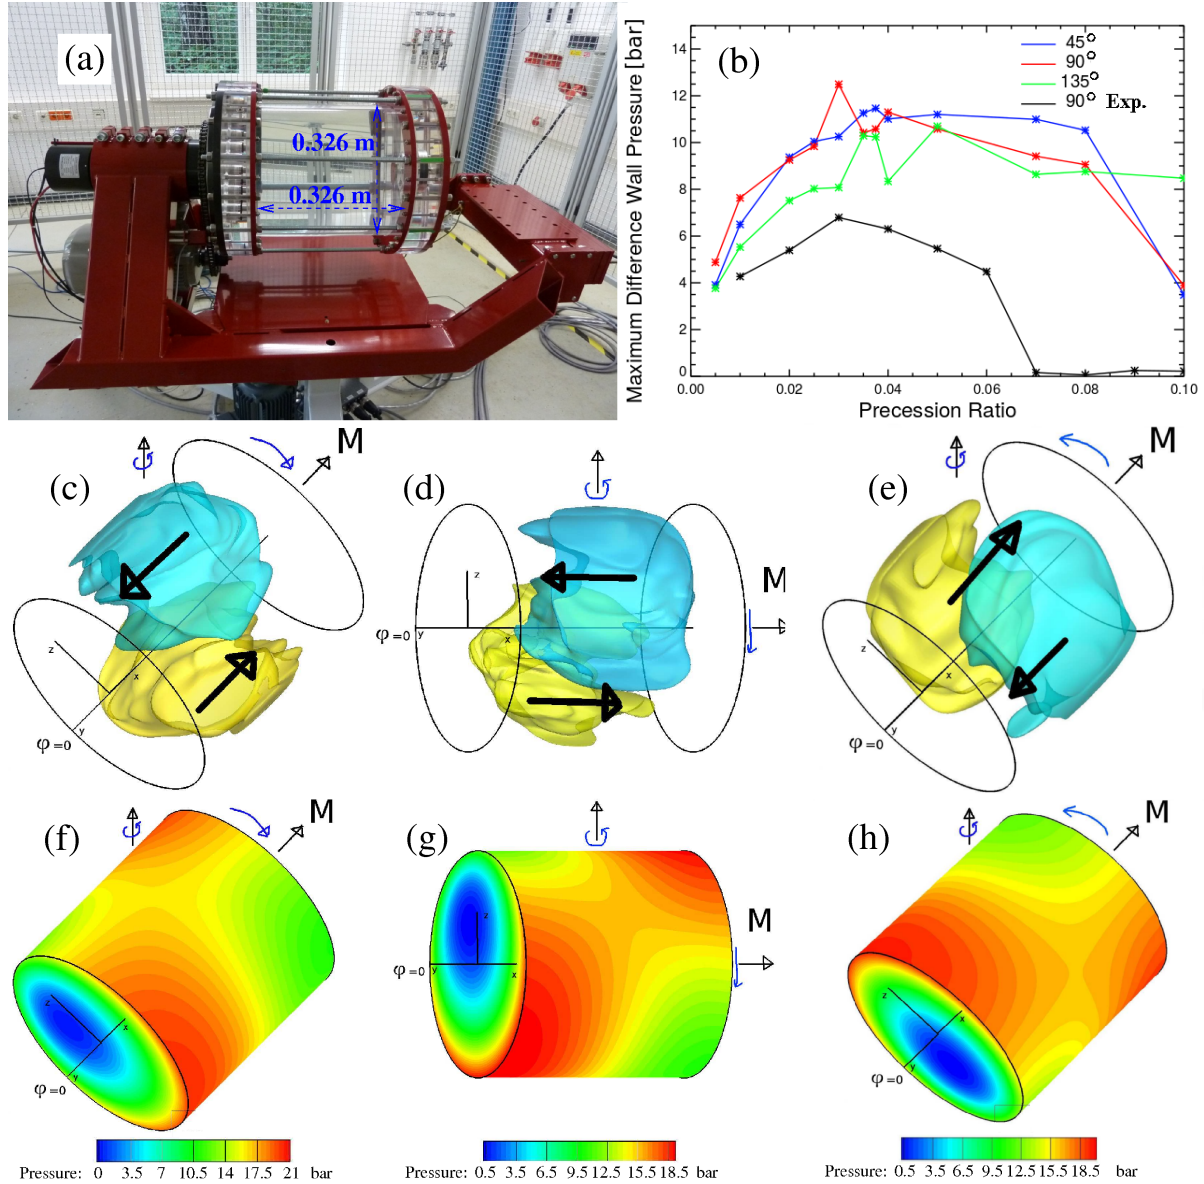 (a)
0.326 m
0.326 m
(b)
Maximum Difference Wall Pressure [bar]
14
12
10
8
6
4
2
0
0.00 0.02 0.04 0.06 0.08 0.10
Precession Ratio
45°
90°
135°
90° Exp.
(c)
M
z
x
y
φ=0
(d)
M
z
φ=0
y
x
(e)
M
z
x
y
φ=0
(f)
M
z
x
y
φ=0
(g)
M
z
φ=0
y
x
(h)
M
z
x
y
φ=0
Pressure: 0 3.5 7 10.5 14 17.5 21 bar
Pressure: 0.5 3.5 6.5 9.5 12.5 15.5 18.5 bar
Pressure: 0.5 3.5 6.5 9.5 12.5 15.5 18.5 bar